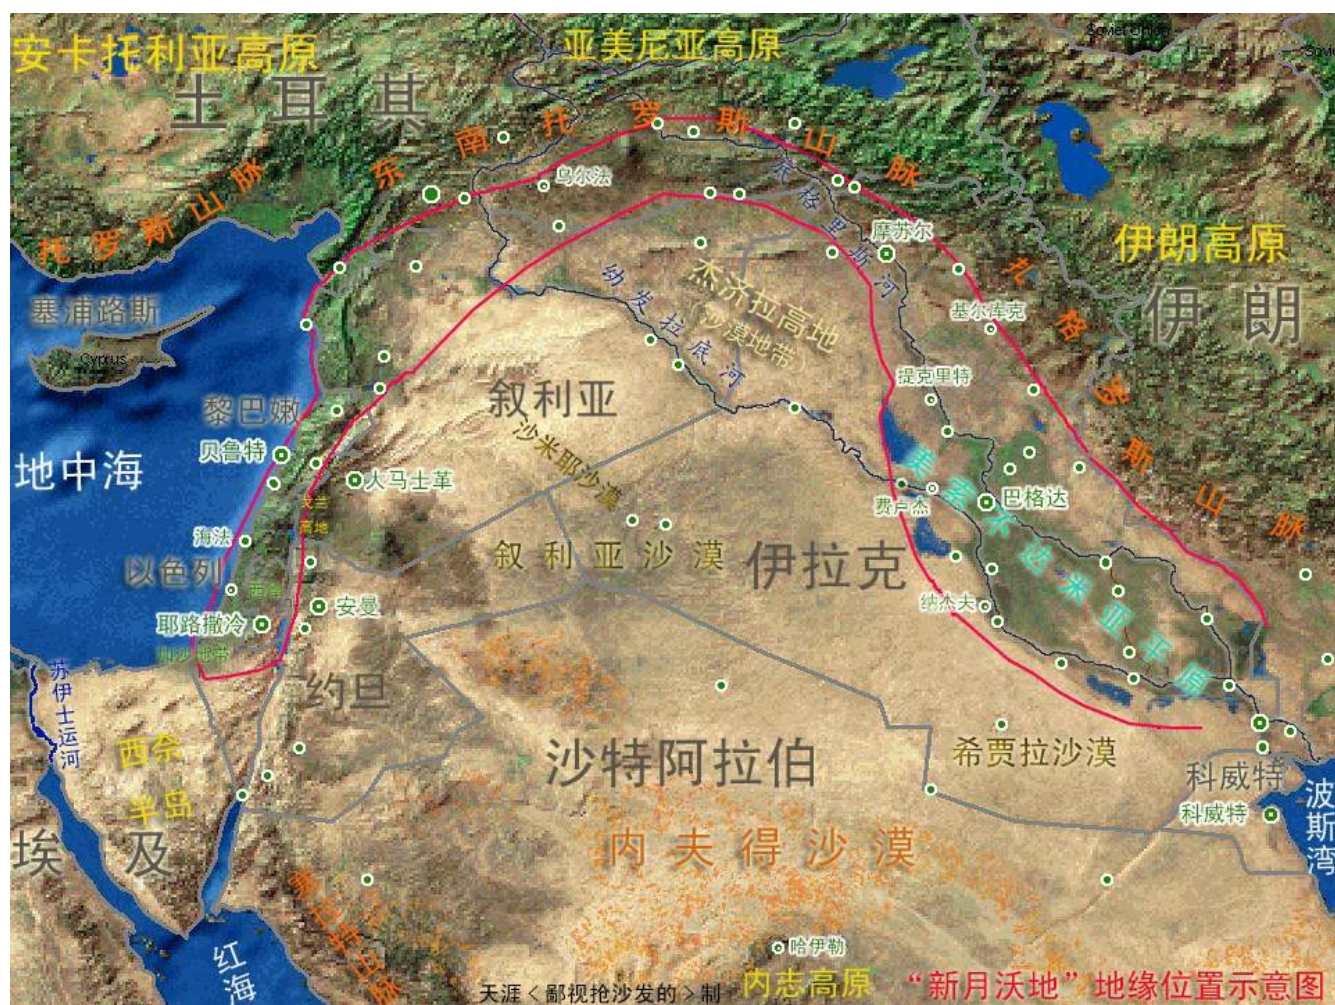 安卡托利亚高原
亚美尼亚高原
Soviet Union
土耳其
东南托罗斯山脉
托罗斯山脉
乌尔法
底格里斯河
摩苏尔
伊朗高原
伊朗
扎格罗斯山脉
杰济拉高地
（沙漠地带）
幼发拉底河
基尔库克
塞浦路斯
Cyprus
提克里特
叙利亚
黎巴嫩
贝鲁特
地中海
大马士革
沙米耶沙漠
戈兰
高地
美索不达米亚平原
巴格达
费卢杰
海法
以色列
叙利亚沙漠
伊拉克
纳杰夫
安曼
耶路撒冷
加沙地带
约旦
苏伊士运河
西奈
半岛
沙特阿拉伯
希贾拉沙漠
科威特
科威特
波斯湾
埃及
内夫得沙漠
红海
哈伊勒
内志高原
天涯<鄙视抢沙发的>制
“新月沃地”地缘位置示意图